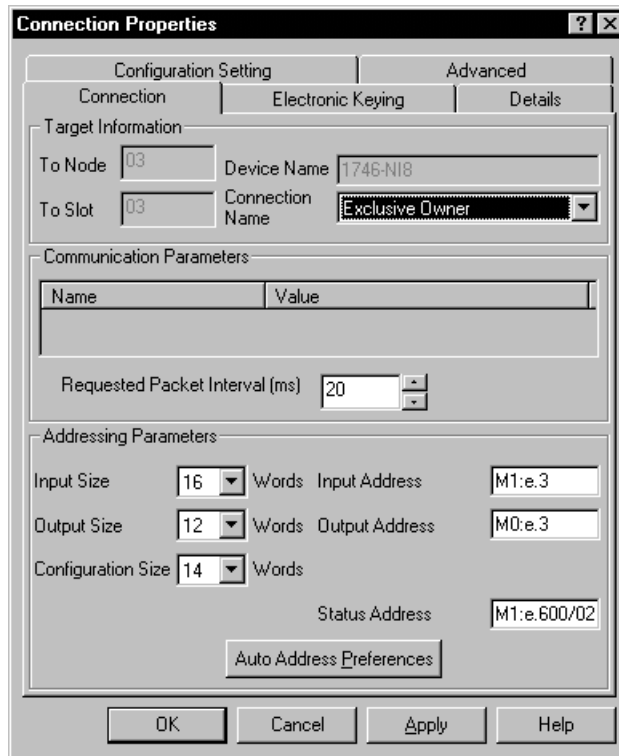 Connection Properties
Configuration Setting Advanced
Connection Electronic Keying Details
Target Information
To Node 03 Device Name 1746-NI8
To Slot 03 Connection Name Exclusive Owner
Communication Parameters
Name Value
Requested Packet Interval (ms) 20
Addressing Parameters
Input Size 16 Words Input Address M1:e.3
Output Size 12 Words Output Address M0:e.3
Configuration Size 14 Words
Status Address M1:e.600/02
Auto Address Preferences
OK Cancel Apply Help